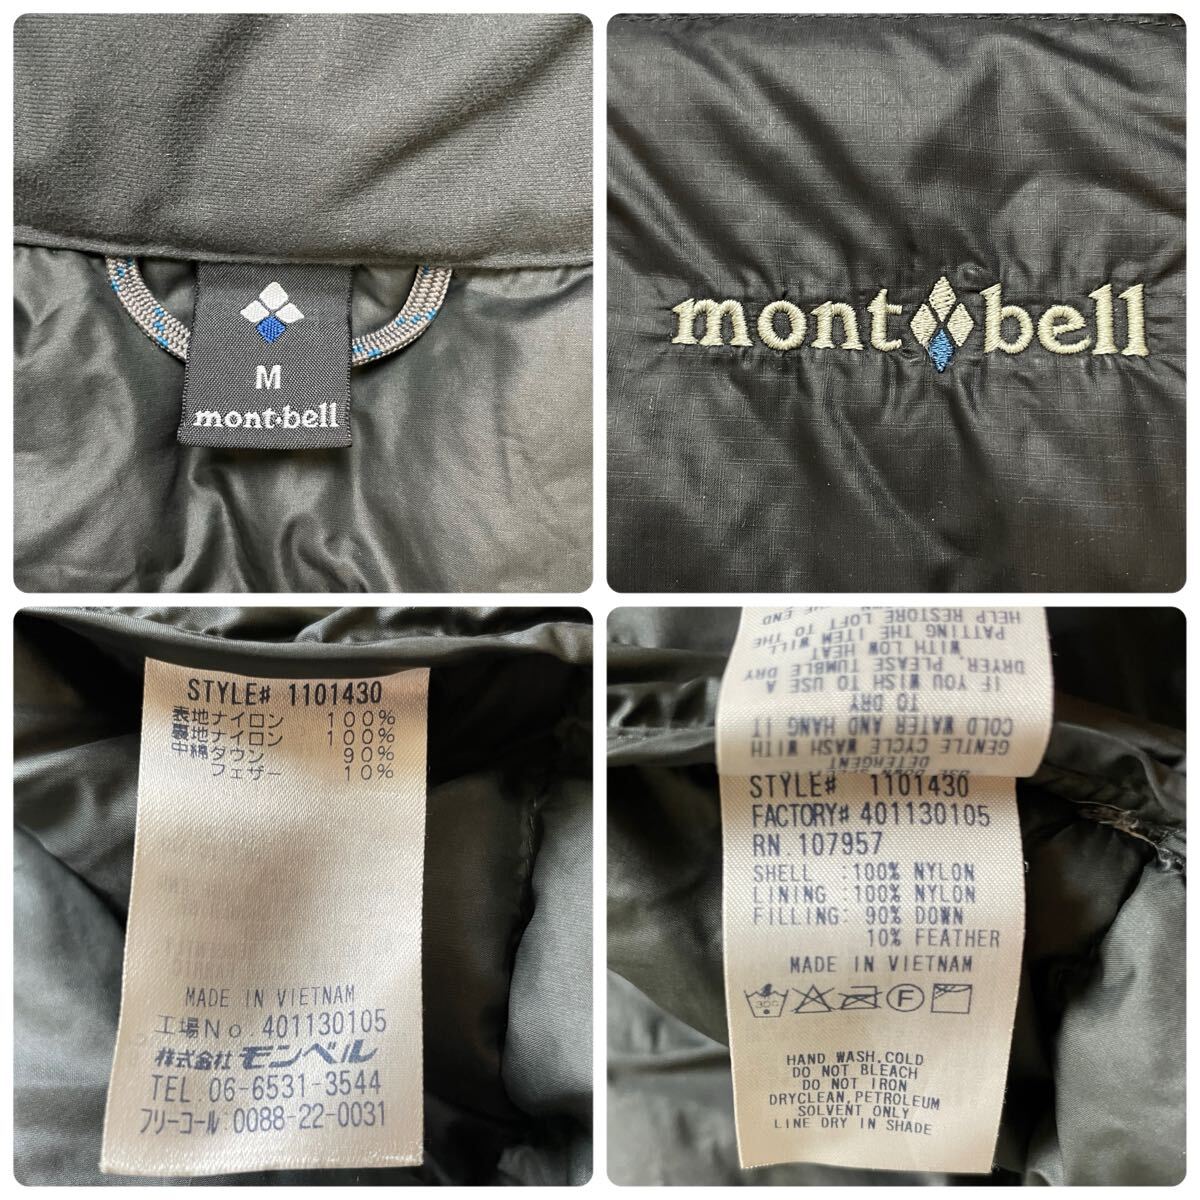 M
mont・bell
mont bell
STYLE# 1101430
表地ナイロン 100%
裏地ナイロン 100%
中綿ダウン 90%
フェザー 10%
MADE IN VIETNAM
工場No. 401130105
株式会社 モンベル
TEL. 06-6531-3544
フリーコール:0088-22-0031
DETERGENT
GENTLE CYCLE WASH WITH
COLD WATER AND HANG IT
TO DRY
IF YOU WISH TO USE A
DRYER, PLEASE TUMBLE DRY
WITH LOW HEAT
PATTING THE ITEM TO THE END WILL
HELP RESTORE LOFT
STYLE# 1101430
FACTORY# 401130105
RN. 107957
SHELL :100% NYLON
LINING :100% NYLON
FILLING: 90% DOWN
10% FEATHER
MADE IN VIETNAM
HAND WASH,COLD
DO NOT BLEACH
DO NOT IRON
DRYCLEAN,PETROLEUM
SOLVENT ONLY
LINE DRY IN SHADE